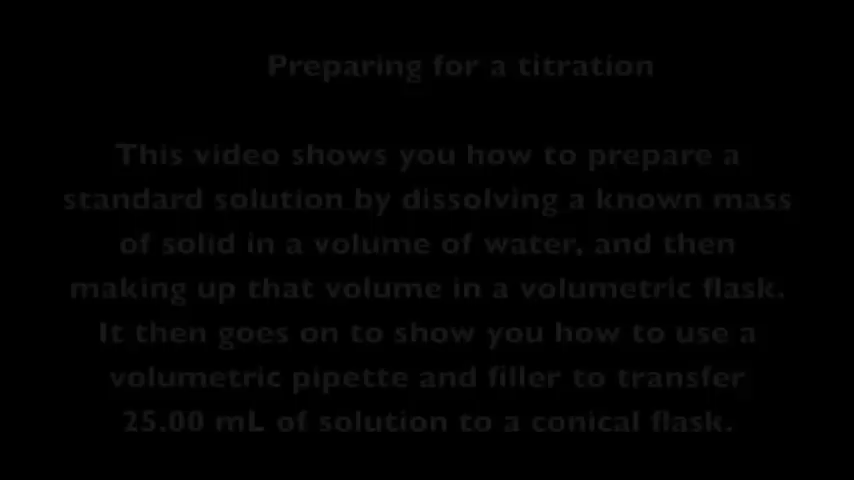 Preparing for a titration
This video shows you how to prepare a
standard solution by dissolving a known mass
of solid in a volume of water, and then
making up that volume in a volumetric flask.
It then goes on to show you how to use a
volumetric pipette and filler to transfer
25.00 mL of solution to a conical flask.